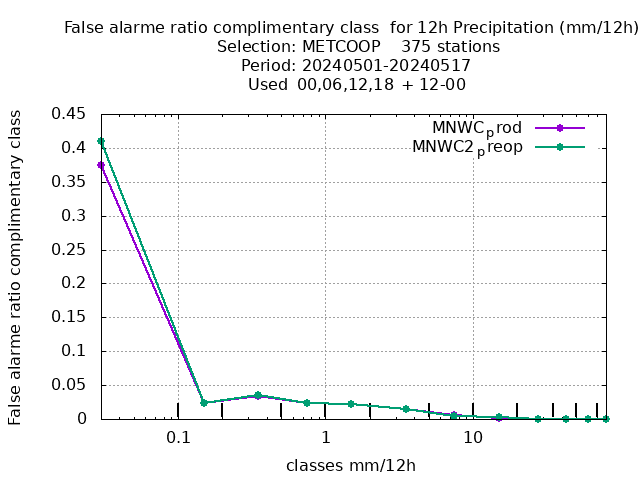 False alarme ratio complimentary class  for 12h Precipitation (mm/12h)
Selection: METCOOP    375 stations
Period: 20240501-20240517
Used  00,06,12,18 + 12-00
False alarme ratio complimentary class
0.45
0.4
0.35
0.3
0.25
0.2
0.15
0.1
0.05
0
MNWCprod
MNWC2preop
0.1
1
10
classes mm/12h